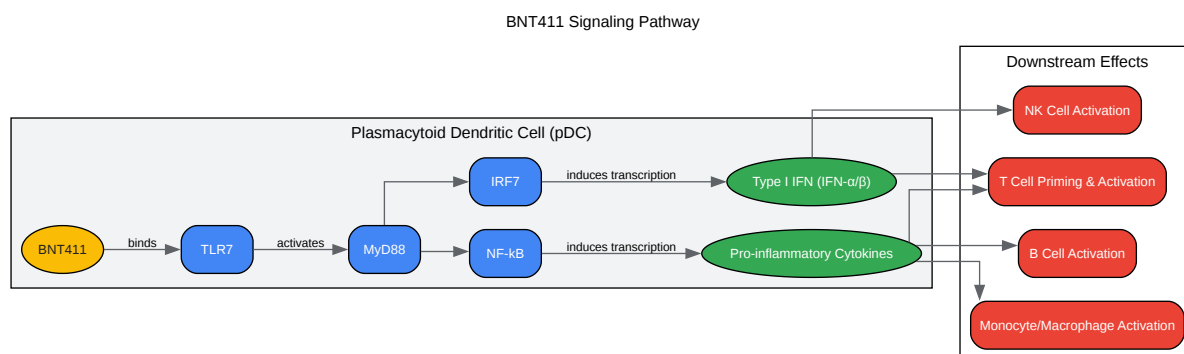 BNT411 Signaling Pathway
Downstream Effects
NK Cell Activation
Plasmacytoid Dendritic Cell (pDC)
IRF7
induces transcription
Type I IFN (IFN-α/β)
T Cell Priming & Activation
BNT411
binds
TLR7
activates
MyD88
NF-kB
induces transcription
Pro-inflammatory Cytokines
B Cell Activation
Monocyte/Macrophage Activation